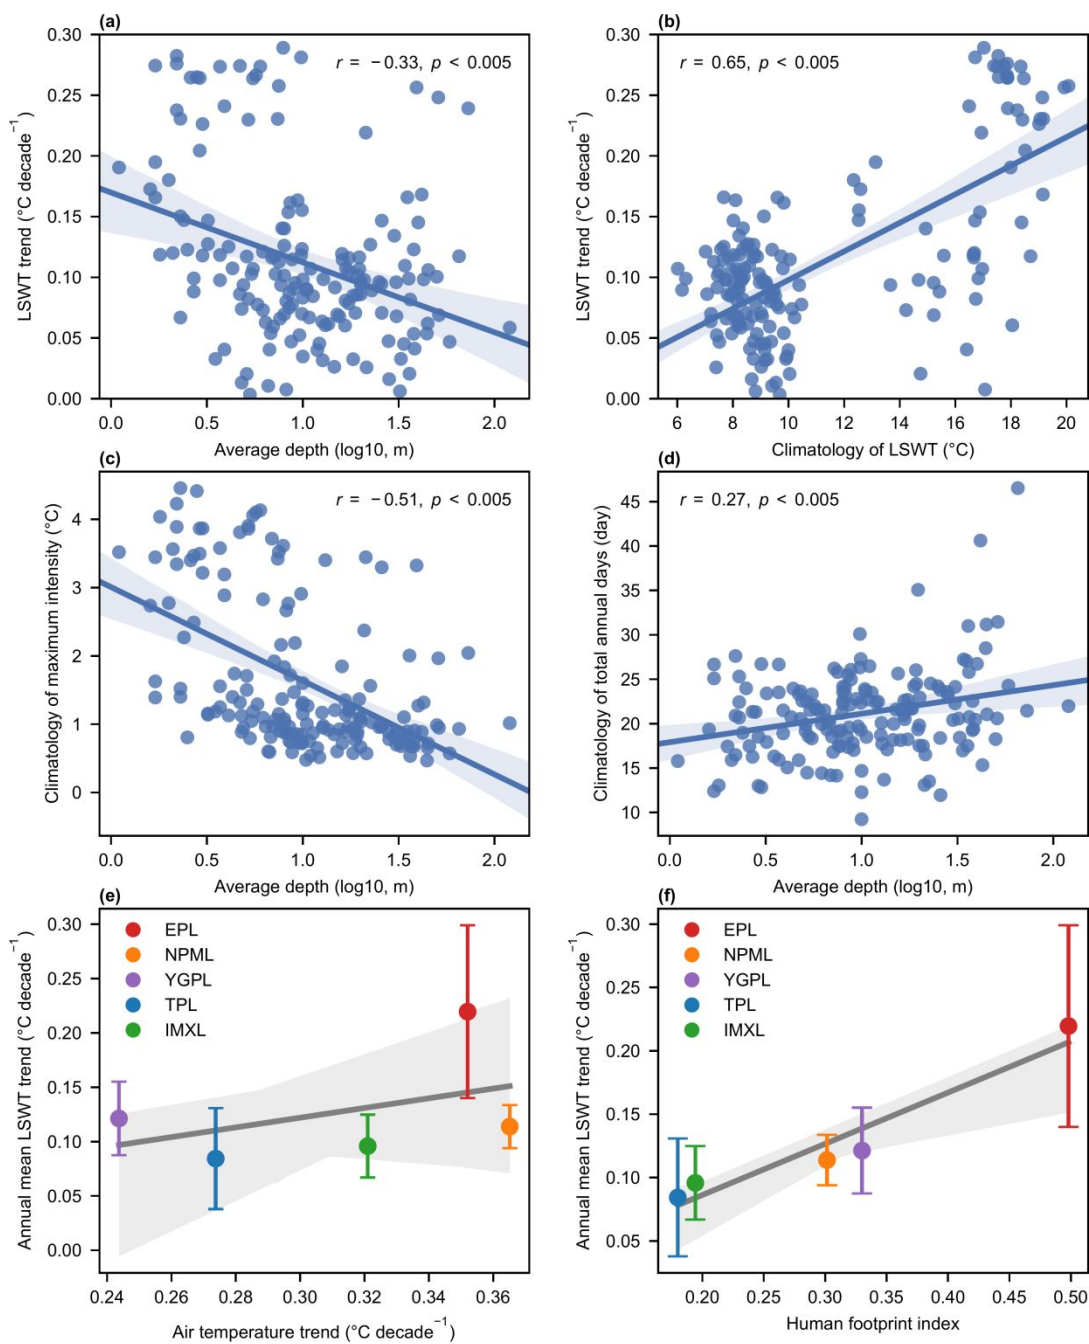 (a)
r = −0.33, p < 0.005
LSWT trend (°C decade⁻¹)
0.30
0.25
0.20
0.15
0.10
0.05
0.00
0.0 0.5 1.0 1.5 2.0
Average depth (log10, m)
(b)
r = 0.65, p < 0.005
LSWT trend (°C decade⁻¹)
0.30
0.25
0.20
0.15
0.10
0.05
0.00
6 8 10 12 14 16 18 20
Climatology of LSWT (°C)
(c)
r = −0.51, p < 0.005
Climatology of maximum intensity (°C)
4
3
2
1
0
0.0 0.5 1.0 1.5 2.0
Average depth (log10, m)
(d)
r = 0.27, p < 0.005
Climatology of total annual days (day)
45
40
35
30
25
20
15
10
0.0 0.5 1.0 1.5 2.0
Average depth (log10, m)
(e)
EPL
NPML
YGPL
TPL
IMXL
Annual mean LSWT trend (°C decade⁻¹)
0.30
0.25
0.20
0.15
0.10
0.05
0.00
0.24 0.26 0.28 0.30 0.32 0.34 0.36
Air temperature trend (°C decade⁻¹)
(f)
EPL
NPML
YGPL
TPL
IMXL
Annual mean LSWT trend (°C decade⁻¹)
0.30
0.25
0.20
0.15
0.10
0.05
0.20 0.25 0.30 0.35 0.40 0.45 0.50
Human footprint index